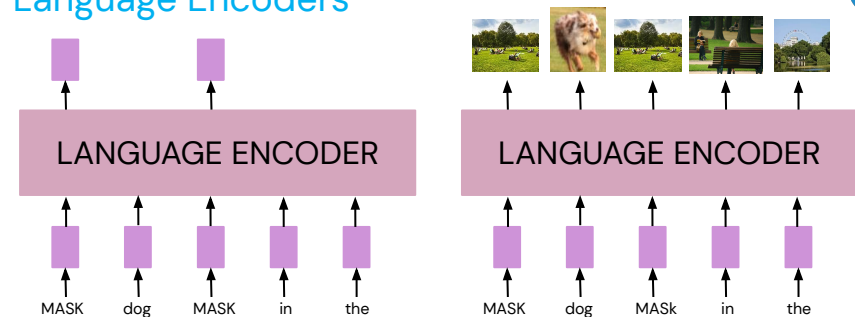 Language Encoders
LANGUAGE ENCODER
LANGUAGE ENCODER
MASK dog MASK in the
MASK dog MASk in the